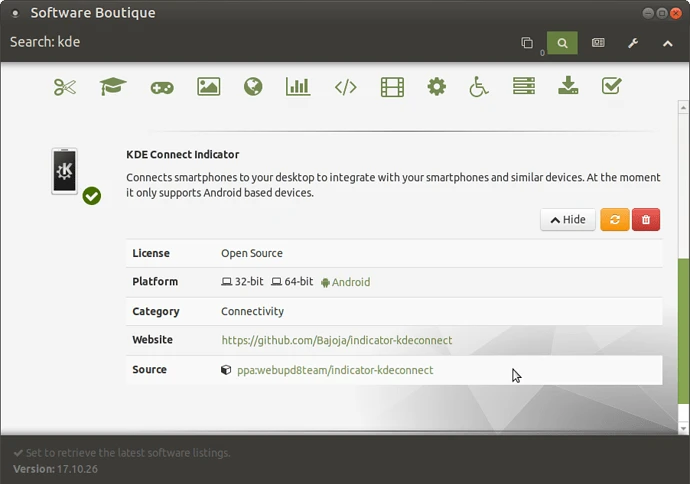 Software Boutique
Search: kde
0
KDE Connect Indicator
Connects smartphones to your desktop to integrate with your smartphones and similar devices. At the moment
it only supports Android based devices.
Hide
License Open Source
Platform 32-bit 64-bit Android
Category Connectivity
Website https://github.com/Bajoja/indicator-kdeconnect
Source ppa:webupd8team/indicator-kdeconnect
Set to retrieve the latest software listings.
Version: 17.10.26